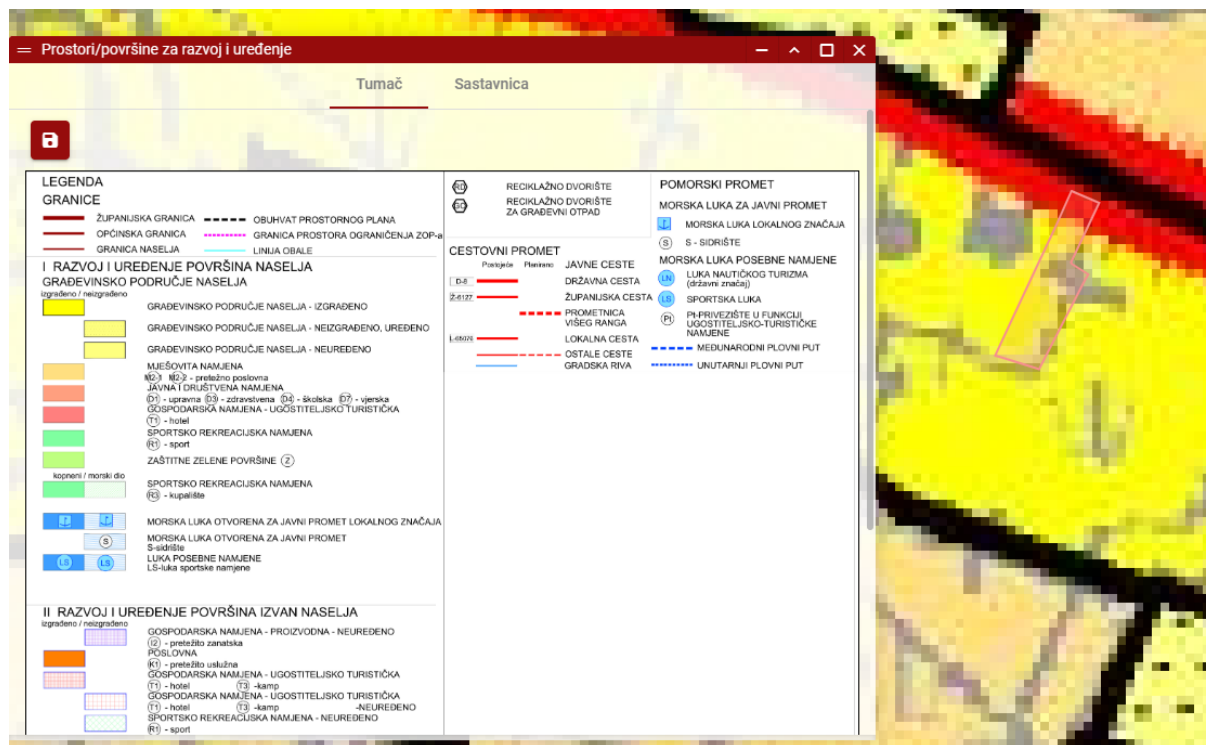 Prostori/površine za razvoj i uređenje
Tumač
Sastavnica
LEGENDA
GRANICE
ŽUPANIJSKA GRANICA
OBUHVAT PROSTORNOG PLANA
OPĆINSKA GRANICA
GRANICA PROSTORA OGRANIČENJA ZOP-a
GRANICA NASELJA
LINIJA OBALE
I RAZVOJ I UREĐENJE POVRŠINA NASELJA
GRAĐEVINSKO PODRUČJE NASELJA
izgrađeno / neizgrađeno
GRAĐEVINSKO PODRUČJE NASELJA - IZGRAĐENO
GRAĐEVINSKO PODRUČJE NASELJA - NEIZGRAĐENO, UREĐENO
GRAĐEVINSKO PODRUČJE NASELJA - NEUREĐENO
MJEŠOVITA NAMJENA
M2-1 M2-2 - pretežno poslovna
JAVNA I DRUŠTVENA NAMJENA
D1 - upravna D3 - zdravstvena D4 - školska D7 - vjerska
GOSPODARSKA NAMJENA - UGOSTITELJSKO TURISTIČKA
T1 - hotel
SPORTSKO REKREACIJSKA NAMJENA
R1 - sport
ZAŠTITNE ZELENE POVRŠINE Z
kopneni / morski dio
SPORTSKO REKREACIJSKA NAMJENA
R3 - kupalište
MORSKA LUKA OTVORENA ZA JAVNI PROMET LOKALNOG ZNAČAJA
S
MORSKA LUKA OTVORENA ZA JAVNI PROMET
S-sidrište
LS LS
LUKA POSEBNE NAMJENE
LS-luka sportske namjene
II RAZVOJ I UREĐENJE POVRŠINA IZVAN NASELJA
izgrađeno / neizgrađeno
GOSPODARSKA NAMJENA - PROIZVODNA - NEUREĐENO
I2 - pretežito zanatska
POSLOVNA
K1 - pretežito uslužna
GOSPODARSKA NAMJENA - UGOSTITELJSKO TURISTIČKA
T1 - hotel T3 -kamp
GOSPODARSKA NAMJENA - UGOSTITELJSKO TURISTIČKA
T1 - hotel T3 -kamp -NEUREĐENO
SPORTSKO REKREACIJSKA NAMJENA - NEUREĐENO
R1 - sport
RD RECIKLAŽNO DVORIŠTE
GO RECIKLAŽNO DVORIŠTE
ZA GRAĐEVNI OTPAD
CESTOVNI PROMET
Postojeće Planirano JAVNE CESTE
D-8 DRŽAVNA CESTA
Ž-6127 ŽUPANIJSKA CESTA
PROMETNICA
VIŠEG RANGA
LOKALNA CESTA
OSTALE CESTE
GRADSKA RIVA
POMORSKI PROMET
MORSKA LUKA ZA JAVNI PROMET
MORSKA LUKA LOKALNOG ZNAČAJA
S S - SIDRIŠTE
MORSKA LUKA POSEBNE NAMJENE
LN LUKA NAUTIČKOG TURIZMA
(državni značaj)
LS SPORTSKA LUKA
Pt Pt-PRIVEZIŠTE U FUNKCIJI
UGOSTITELJSKO-TURISTIČKE
NAMJENE
MEĐUNARODNI PLOVNI PUT
UNUTARNJI PLOVNI PUT